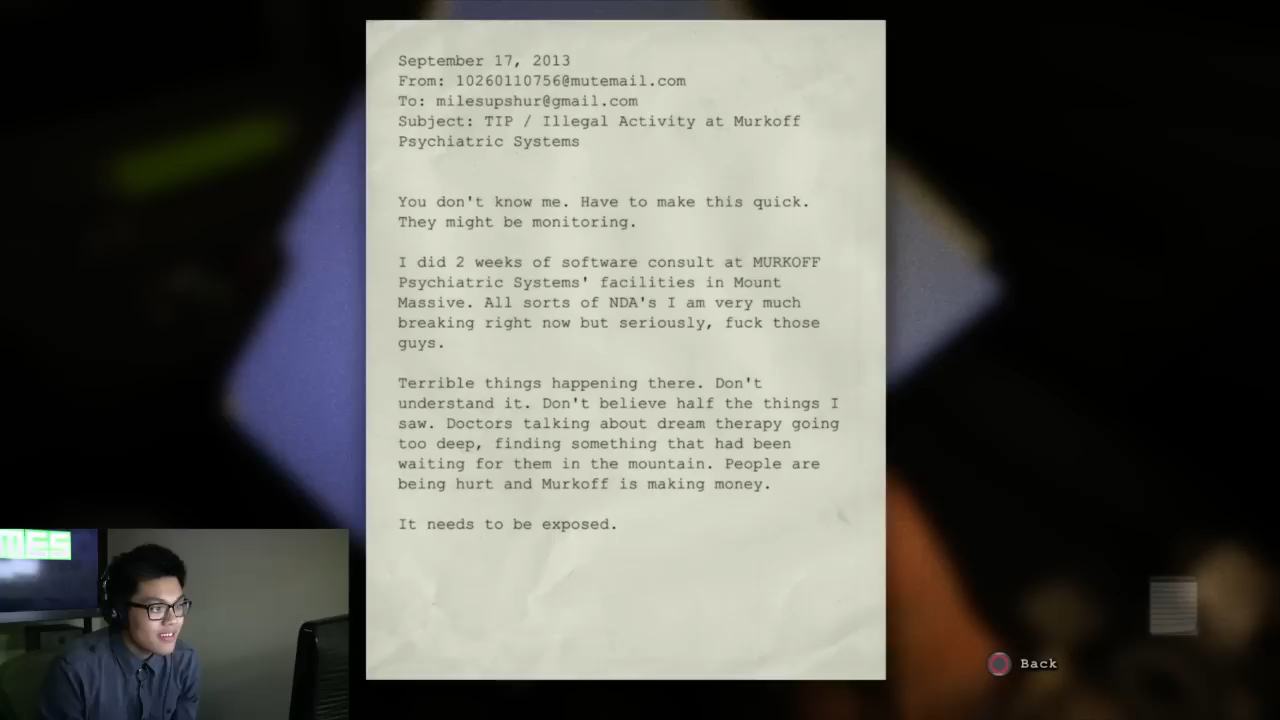 September 17, 2013
From: 10260110756@mutemail.com
To: milesupshur@gmail.com
Subject: TIP / Illegal Activity at Murkoff
Psychiatric Systems
You don't know me. Have to make this quick.
They might be monitoring.
I did 2 weeks of software consult at MURKOFF
Psychiatric Systems' facilities in Mount
Massive. All sorts of NDA's I am very much
breaking right now but seriously, fuck those
guys.
Terrible things happening there. Don't
understand it. Don't believe half the things I
saw. Doctors talking about dream therapy going
too deep, finding something that had been
waiting for them in the mountain. People are
being hurt and Murkoff is making money.
It needs to be exposed.
Back